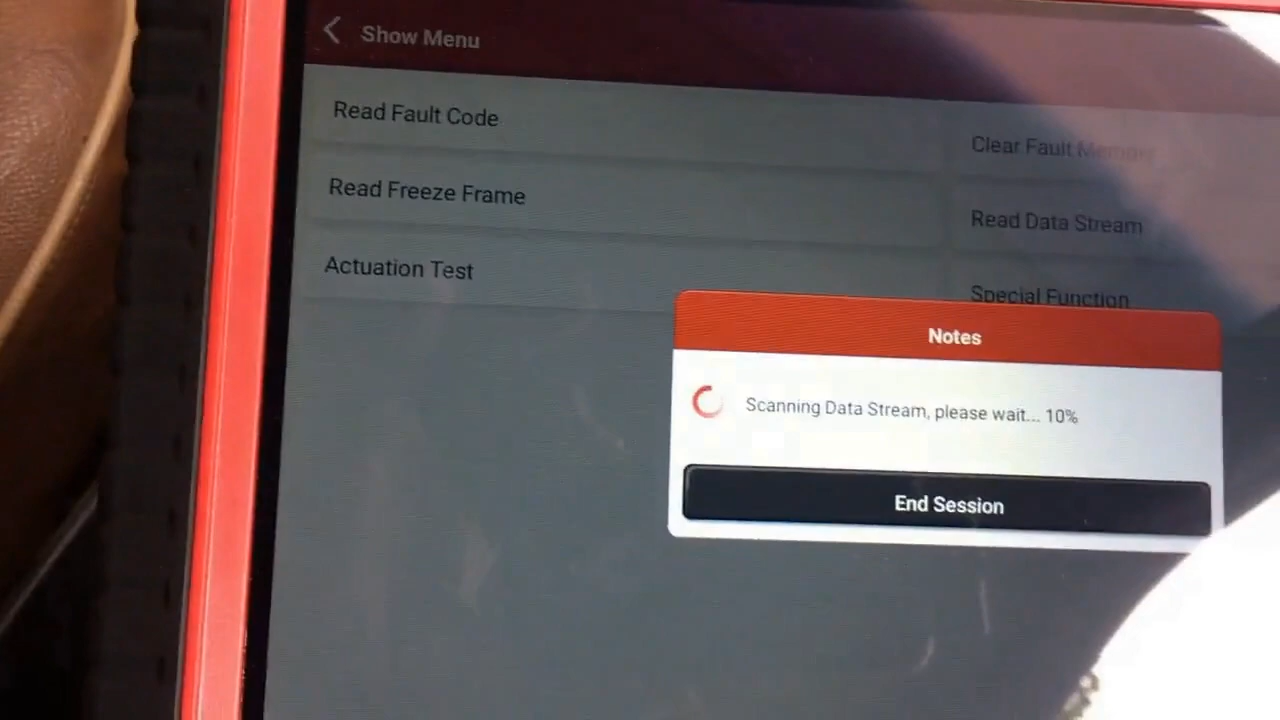 Show Menu
Read Fault Code
Clear Fault Memory
Read Freeze Frame
Read Data Stream
Actuation Test
Special Function
Notes
Scanning Data Stream, please wait... 10%
End Session